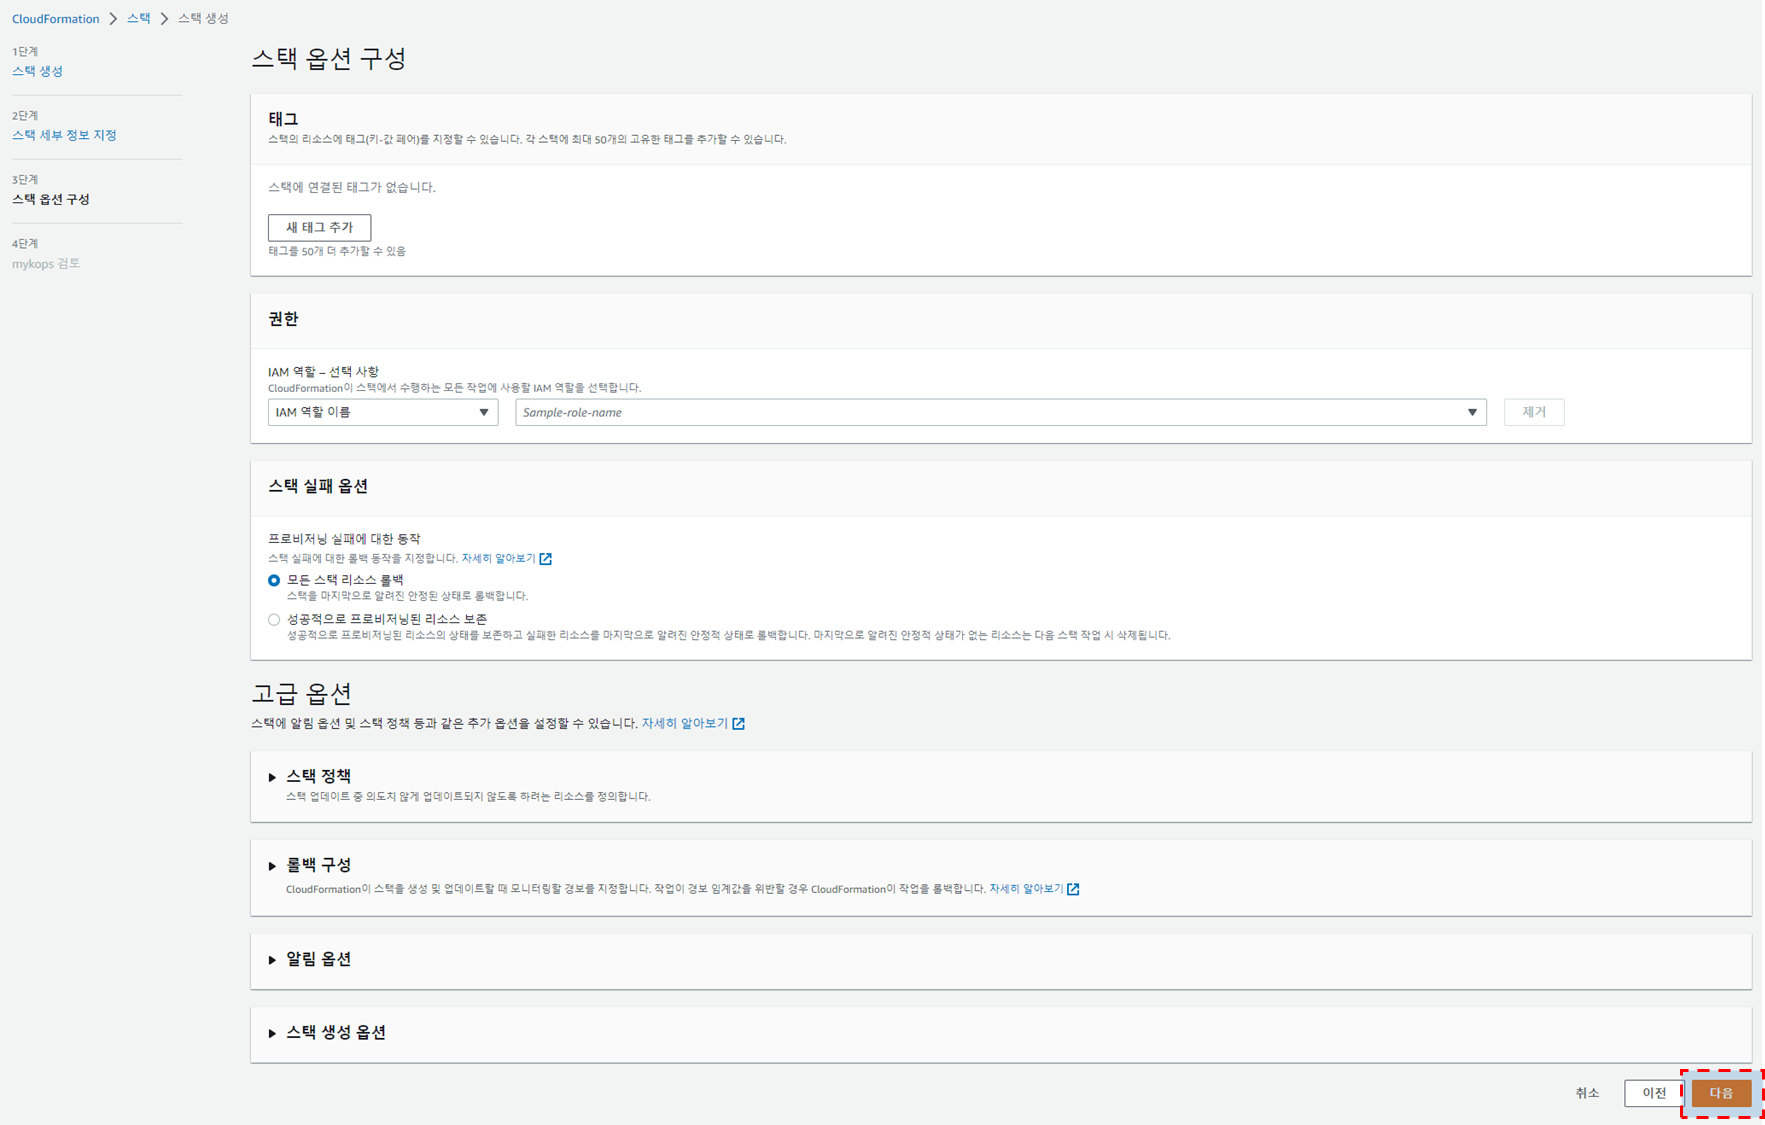 CloudFormation > 스택 > 스택 생성
1단계
스택 생성
2단계
스택 세부 정보 지정
3단계
스택 옵션 구성
4단계
mykops 검토
스택 옵션 구성
태그
스택의 리소스에 태그(키-값 페어)를 지정할 수 있습니다. 각 스택에 최대 50개의 고유한 태그를 추가할 수 있습니다.
스택에 연결된 태그가 없습니다.
새 태그 추가
태그를 50개 더 추가할 수 있음
권한
IAM 역할 – 선택 사항
CloudFormation이 스택에서 수행하는 모든 작업에 사용할 IAM 역할을 선택합니다.
IAM 역할 이름 Sample-role-name 제거
스택 실패 옵션
프로비저닝 실패에 대한 동작
스택 실패에 대한 롤백 동작을 지정합니다. 자세히 알아보기
모든 스택 리소스 롤백
스택을 마지막으로 알려진 안정된 상태로 롤백합니다.
성공적으로 프로비저닝된 리소스 보존
성공적으로 프로비저닝된 리소스의 상태를 보존하고 실패한 리소스를 마지막으로 알려진 안정적 상태로 롤백합니다. 마지막으로 알려진 안정적 상태가 없는 리소스는 다음 스택 작업 시 삭제됩니다.
고급 옵션
스택에 알림 옵션 및 스택 정책 등과 같은 추가 옵션을 설정할 수 있습니다. 자세히 알아보기
스택 정책
스택 업데이트 중 의도치 않게 업데이트되지 않도록 하려는 리소스를 정의합니다.
롤백 구성
CloudFormation이 스택을 생성 및 업데이트할 때 모니터링할 경보를 지정합니다. 작업이 경보 임계값을 위반할 경우 CloudFormation이 작업을 롤백합니다. 자세히 알아보기
알림 옵션
스택 생성 옵션
취소 이전 다음